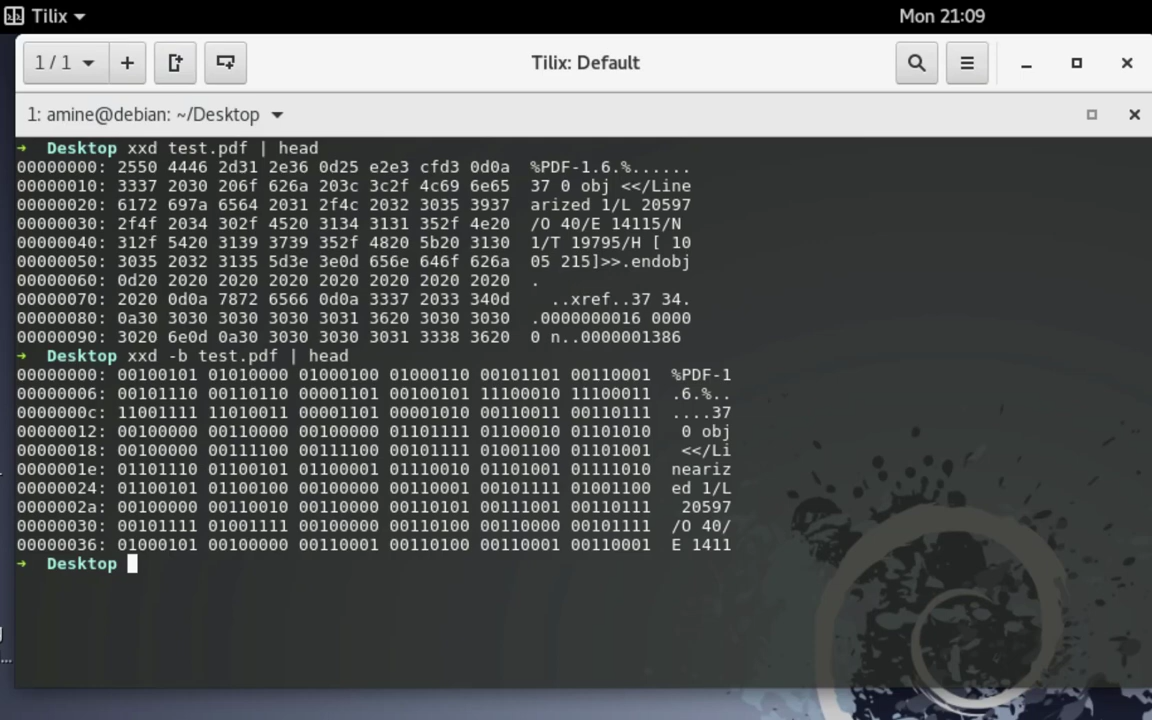 Tilix
Mon 21:09
1 / 1
Tilix: Default
1: amine@debian: ~/Desktop
➜  Desktop xxd test.pdf | head
00000000: 2550 4446 2d31 2e36 0d25 e2e3 cfd3 0d0a  %PDF-1.6.%......
00000010: 3337 2030 206f 626a 203c 3c2f 4c69 6e65  37 0 obj <</Line
00000020: 6172 697a 6564 2031 2f4c 2032 3035 3937  arized 1/L 20597
00000030: 2f4f 2034 302f 4520 3134 3131 352f 4e20  /O 40/E 14115/N
00000040: 312f 5420 3139 3739 352f 4820 5b20 3130  1/T 19795/H [ 10
00000050: 3035 2032 3135 5d3e 3e0d 656e 646f 626a  05 215]>>.endobj
00000060: 0d20 2020 2020 2020 2020 2020 2020 2020  .
00000070: 2020 0d0a 7872 6566 0d0a 3337 2033 340d    ..xref..37 34.
00000080: 0a30 3030 3030 3030 3031 3620 3030 3030  .0000000016 0000
00000090: 3020 6e0d 0a30 3030 3030 3031 3338 3620  0 n..0000001386
➜  Desktop xxd -b test.pdf | head
00000000: 00100101 01010000 01000100 01000110 00101101 00110001  %PDF-1
00000006: 00101110 00110110 00001101 00100101 11100010 11100011  .6.%..
0000000c: 11001111 11010011 00001101 00001010 00110011 00110111  ....37
00000012: 00100000 00110000 00100000 01101111 01100010 01101010   0 obj
00000018: 00100000 00111100 00111100 00101111 01001100 01101001   <</Li
0000001e: 01101110 01100101 01100001 01110010 01101001 01111010  neariz
00000024: 01100101 01100100 00100000 00110001 00101111 01001100  ed 1/L
0000002a: 00100000 00110010 00110000 00110101 00111001 00110111   20597
00000030: 00101111 01001111 00100000 00110100 00110000 00101111  /O 40/
00000036: 01000101 00100000 00110001 00110100 00110001 00110001  E 1411
➜  Desktop